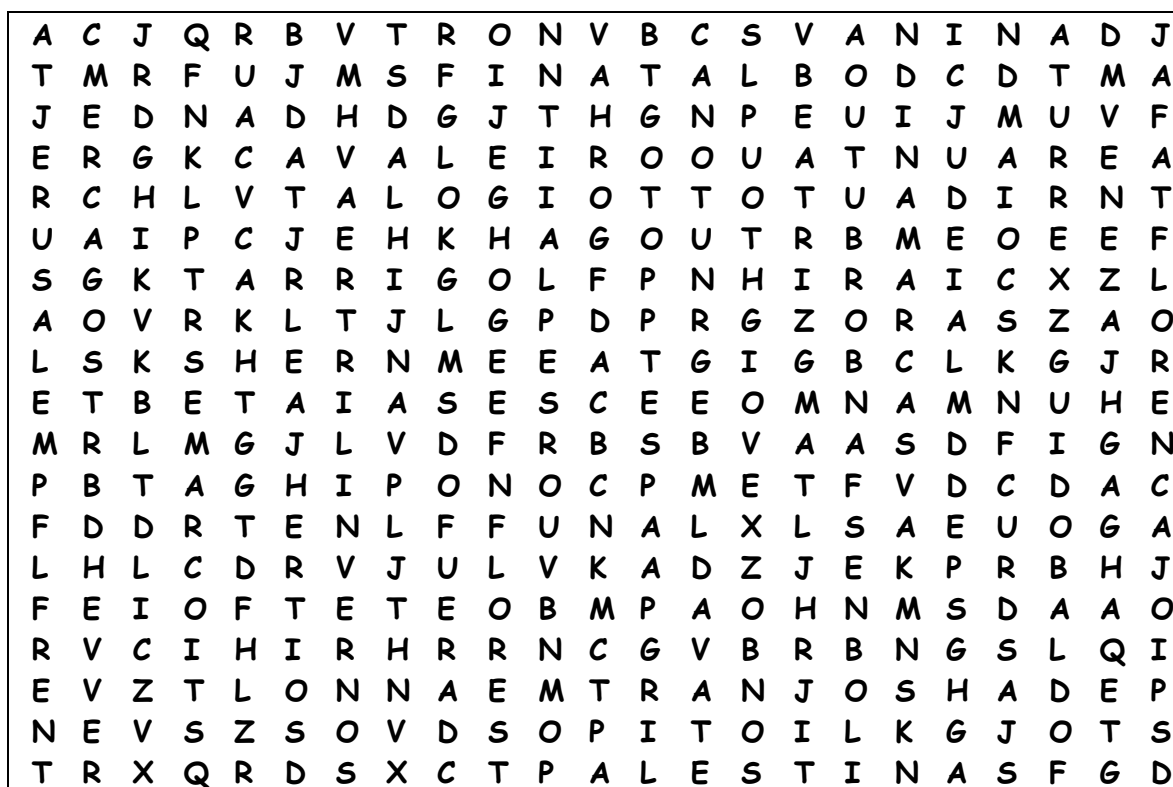 A C J Q R B V T R O N V B C S V A N I N A D J
T M R F U J M S F I N A T A L B O D C D T M A
J E D N A D H D G J T H G N P E U I J M U V F
E R G K C A V A L E I R O O U A T N U A R E A
R C H L V T A L O G I O T T O T U A D I R N T
U A I P C J E H K H A G O U T R B M E O E E F
S G K T A R R I G O L F P N H I R A I C X Z L
A O V R K L T J L G P D P R G Z O R A S Z A O
L S K S H E R N M E E A T G I G B C L K G J R
E T B E T A I A S E S C E E O M N A M N U H E
M R L M G J L V D F R B S B V A A S D F I G N
P B T A G H I P O N O C P M E T F V D C D A C
F D D R T E N L F F U N A L X L S A E U O G A
L H L C D R V J U L V K A D Z J E K P R B H J
F E I O F T E T E O B M P A O H N M S D A A O
R V C I H I R H R R N C G V B R B N G S L Q I
E V Z T L O N N A E M T R A N J O S H A D E P
N E V S Z S O V D S O P I T O I L K G J O T S
T R X Q R D S X C T P A L E S T I N A S F G D